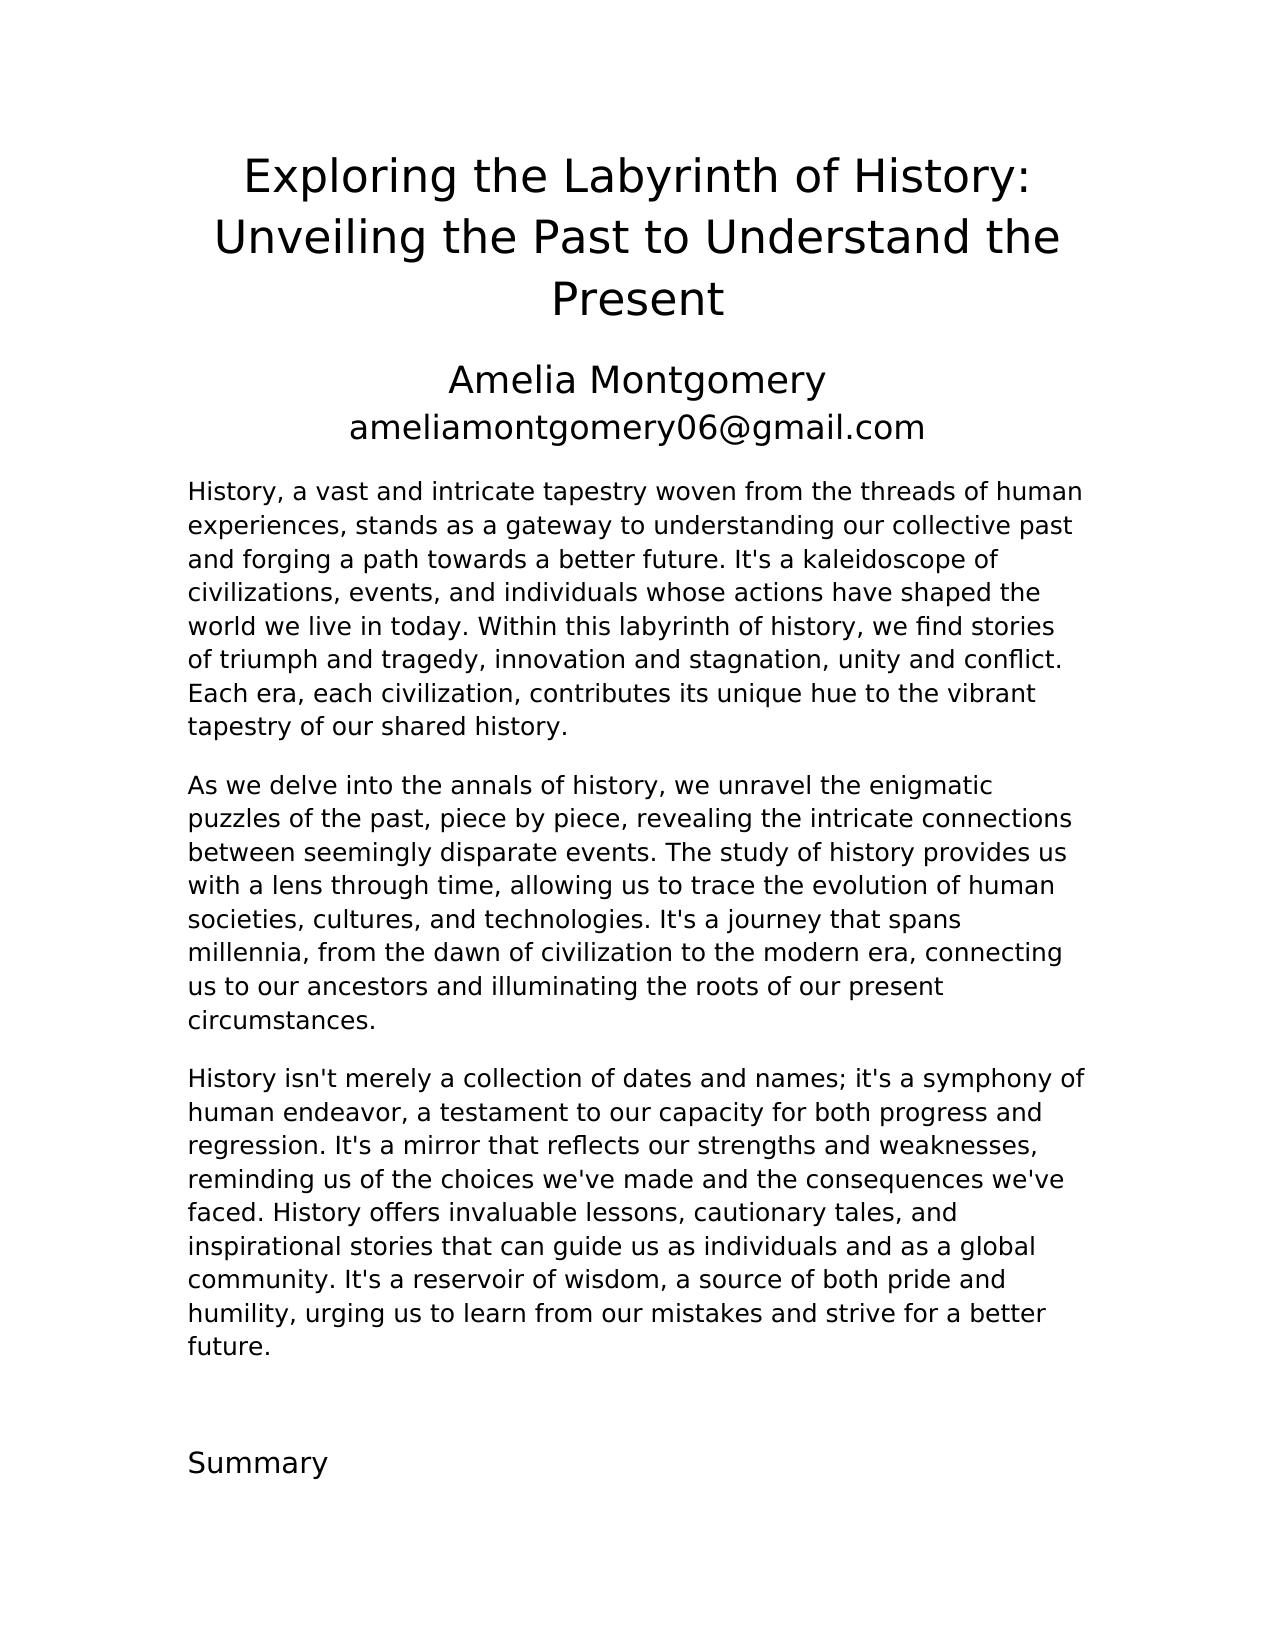 Exploring the Labyrinth of History:
Unveiling the Past to Understand the
Present
Amelia Montgomery
ameliamontgomery06@gmail.com
History, a vast and intricate tapestry woven from the threads of human
experiences, stands as a gateway to understanding our collective past
and forging a path towards a better future. It's a kaleidoscope of
civilizations, events, and individuals whose actions have shaped the
world we live in today. Within this labyrinth of history, we find stories
of triumph and tragedy, innovation and stagnation, unity and conflict.
Each era, each civilization, contributes its unique hue to the vibrant
tapestry of our shared history.
As we delve into the annals of history, we unravel the enigmatic
puzzles of the past, piece by piece, revealing the intricate connections
between seemingly disparate events. The study of history provides us
with a lens through time, allowing us to trace the evolution of human
societies, cultures, and technologies. It's a journey that spans
millennia, from the dawn of civilization to the modern era, connecting
us to our ancestors and illuminating the roots of our present
circumstances.
History isn't merely a collection of dates and names; it's a symphony of
human endeavor, a testament to our capacity for both progress and
regression. It's a mirror that reflects our strengths and weaknesses,
reminding us of the choices we've made and the consequences we've
faced. History offers invaluable lessons, cautionary tales, and
inspirational stories that can guide us as individuals and as a global
community. It's a reservoir of wisdom, a source of both pride and
humility, urging us to learn from our mistakes and strive for a better
future.
Summary